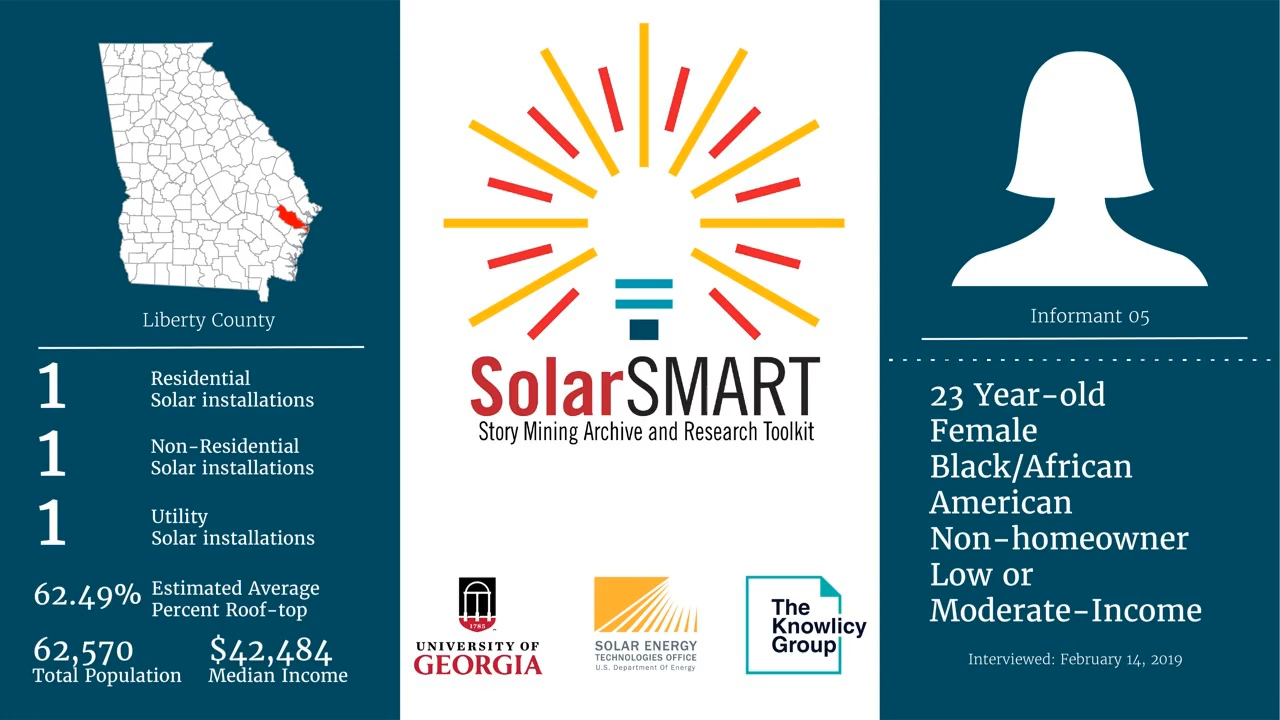 Liberty County
1
Residential
Solar installations
1
Non-Residential
Solar installations
1
Utility
Solar installations
62.49%
Estimated Average
Percent Roof-top
62,570
Total Population
$42,484
Median Income
SolarSMART
Story Mining Archive and Research Toolkit
1785
UNIVERSITY OF
GEORGIA
SOLAR ENERGY
TECHNOLOGIES OFFICE
U.S. Department Of Energy
The
Knowlicy
Group
Informant 05
23 Year-old
Female
Black/African
American
Non-homeowner
Low or
Moderate-Income
Interviewed: February 14, 2019